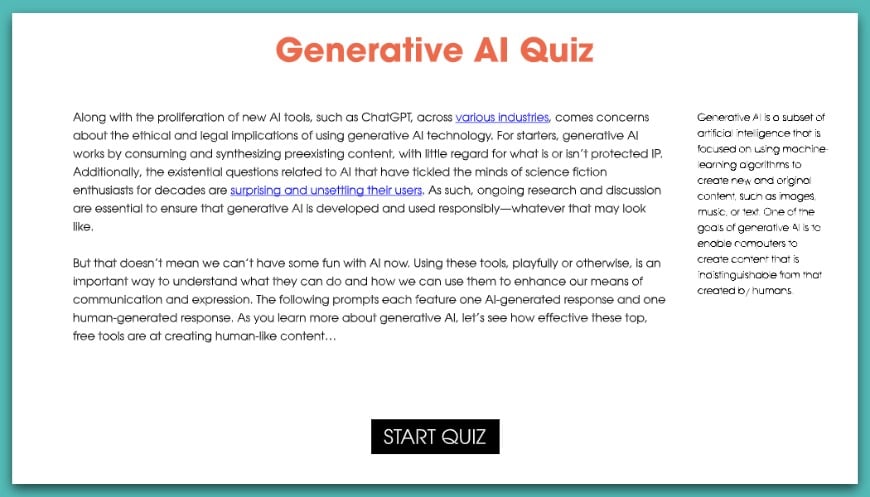 Generative AI Quiz
Along with the proliferation of new AI tools, such as ChatGPT, across various industries, comes concerns
about the ethical and legal implications of using generative AI technology. For starters, generative AI
works by consuming and synthesizing preexisting content, with little regard for what is or isn't protected IP.
Additionally, the existential questions related to AI that have tickled the minds of science fiction
enthusiasts for decades are surprising and unsettling their users. As such, ongoing research and discussion
are essential to ensure that generative AI is developed and used responsibly—whatever that may look
like.
But that doesn't mean we can't have some fun with AI now. Using these tools, playfully or otherwise, is an
important way to understand what they can do and how we can use them to enhance our means of
communication and expression. The following prompts each feature one AI-generated response and one
human-generated response. As you learn more about generative AI, let's see how effective these top,
free tools are at creating human-like content…
Generative AI is a subset of
artificial intelligence that is
focused on using machine-
learning algorithms to
create new and original
content, such as images,
music, or text. One of the
goals of generative AI is to
enable computers to
create content that is
indistinguishable from that
created by humans.
START QUIZ